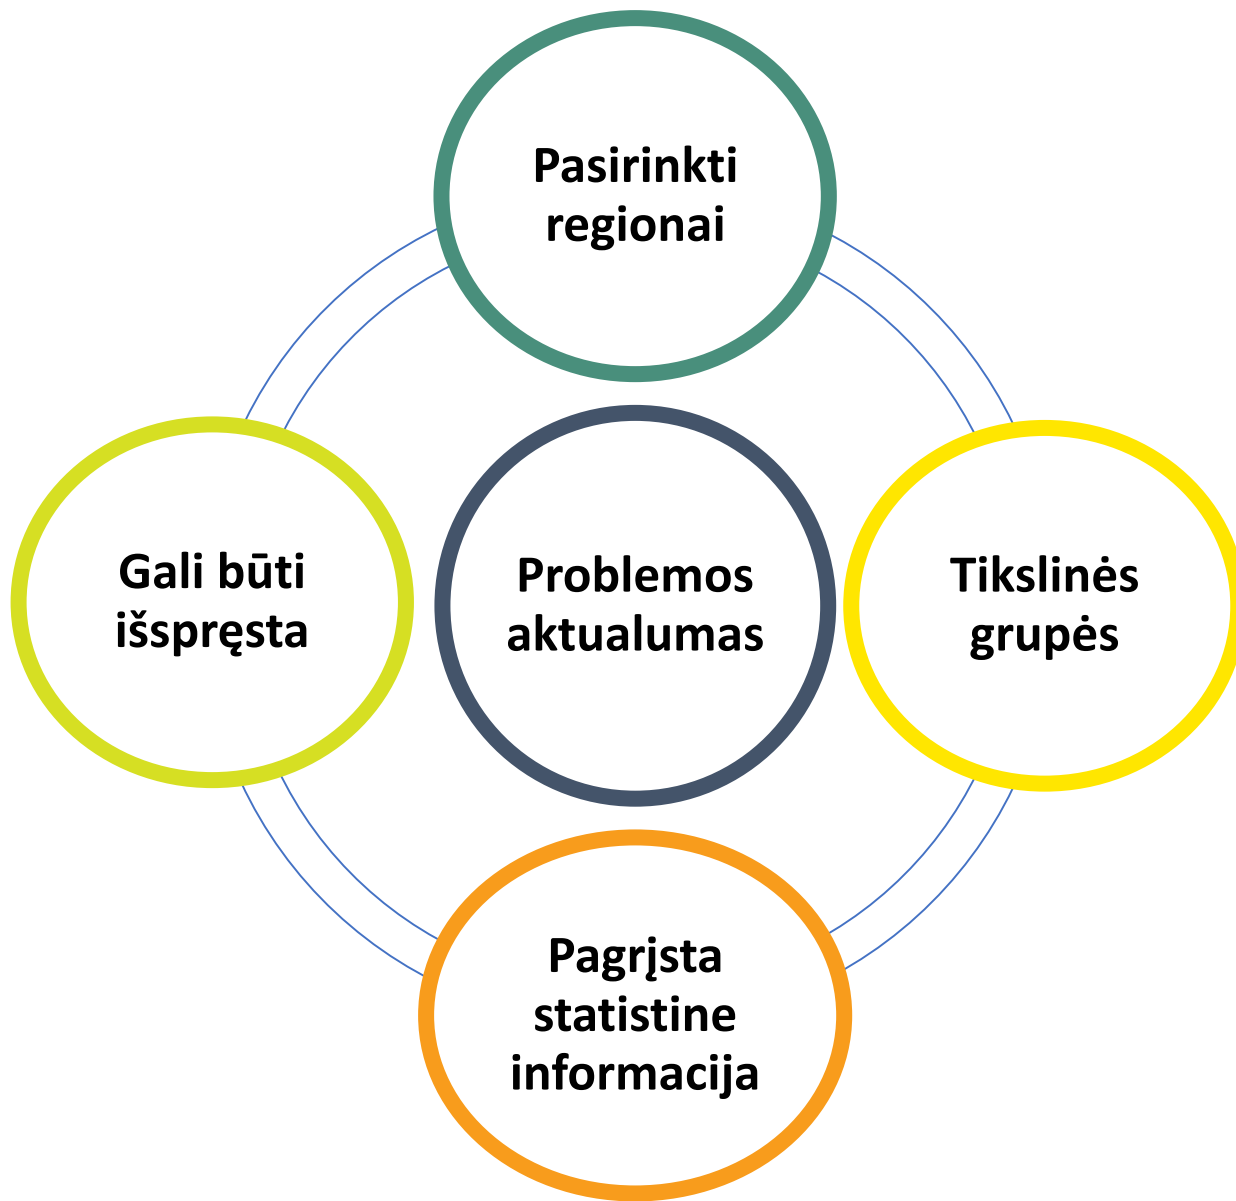 Pasirinkti
regionai
Gali būti
išspręsta
Problemos
aktualumas
Tikslinės
grupės
Pagrįsta
statistine
informacija